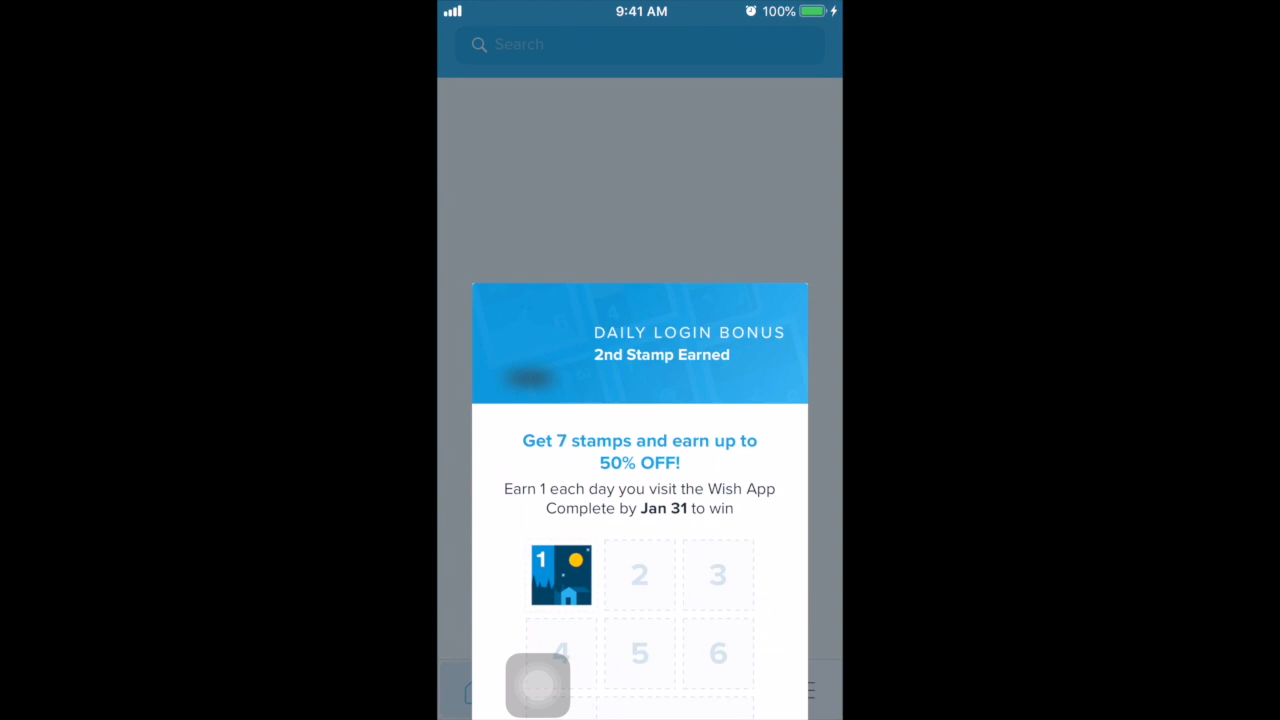 9:41 AM
100%
Search
DAILY LOGIN BONUS
2nd Stamp Earned
Get 7 stamps and earn up to
50% OFF!
Earn 1 each day you visit the Wish App
Complete by Jan 31 to win
1
2
3
4
5
6